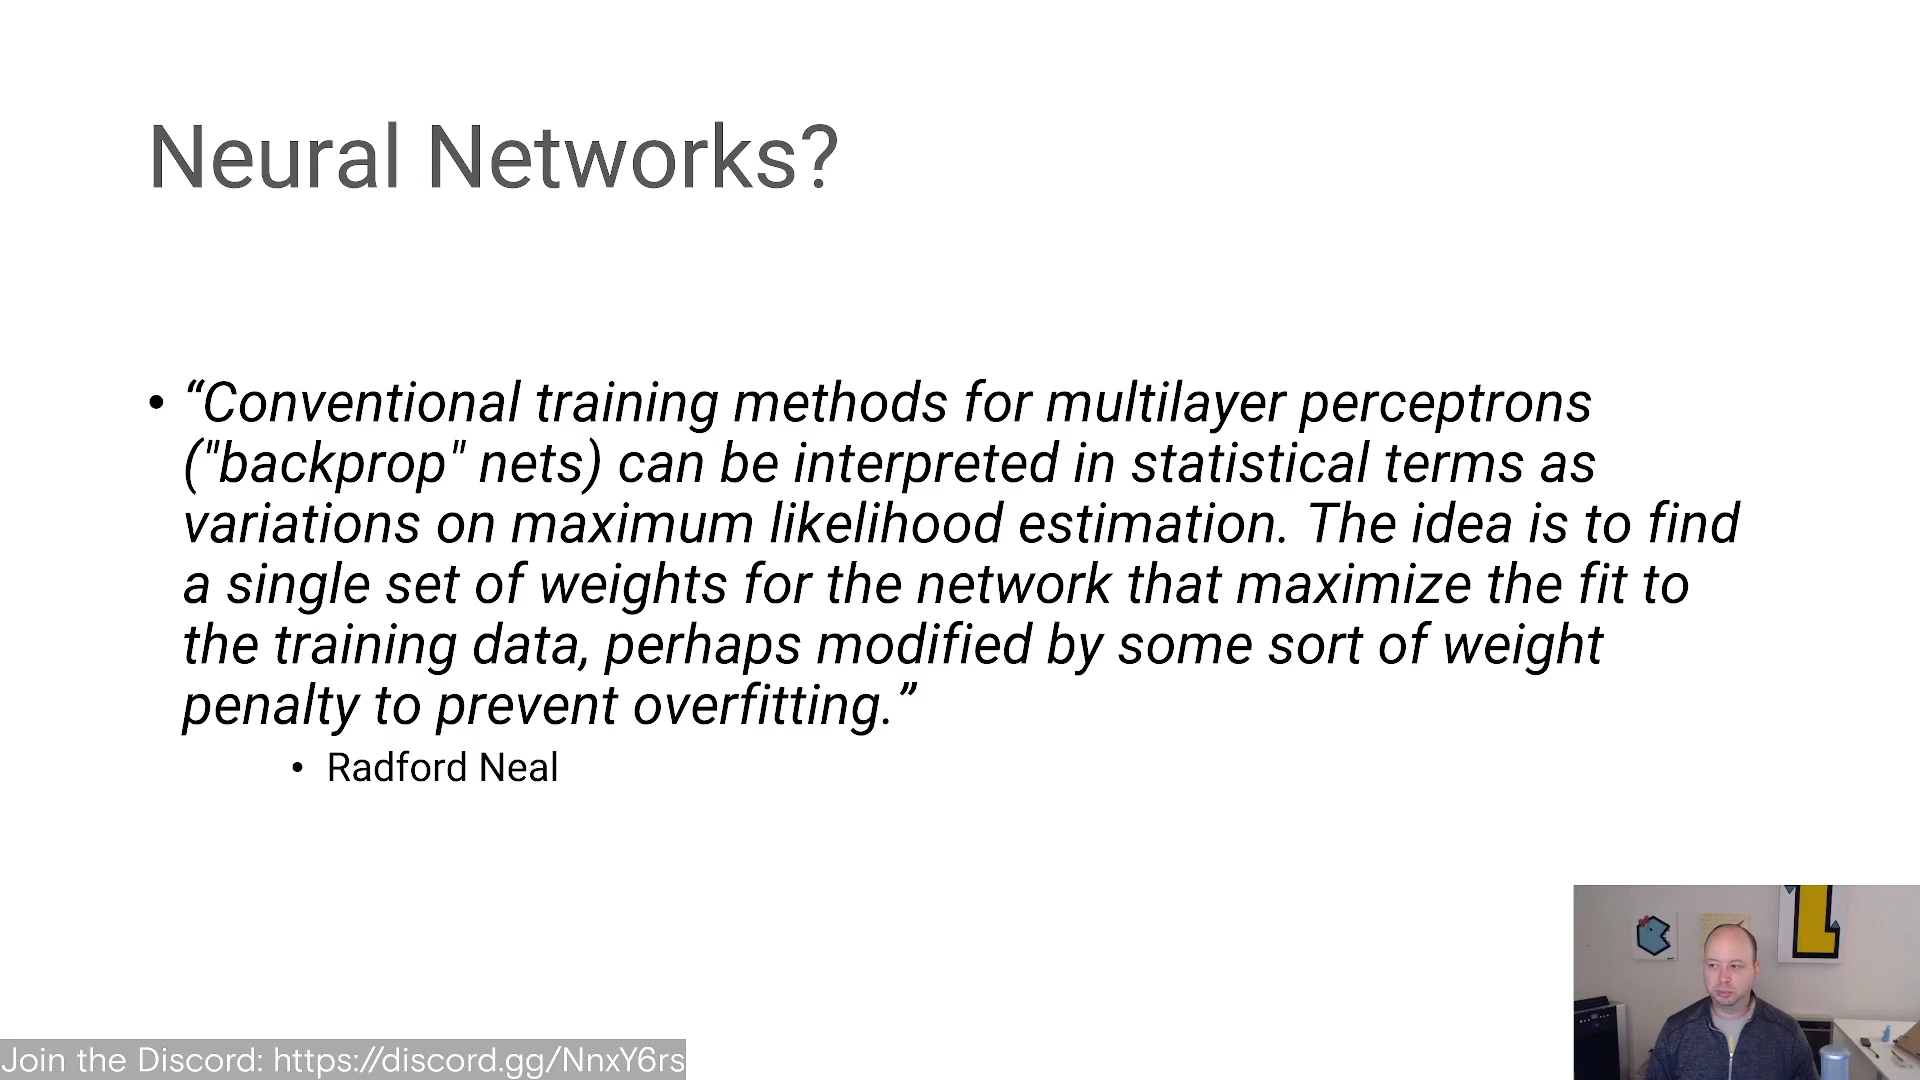 Neural Networks?
• “Conventional training methods for multilayer perceptrons
("backprop" nets) can be interpreted in statistical terms as
variations on maximum likelihood estimation. The idea is to find
a single set of weights for the network that maximize the fit to
the training data, perhaps modified by some sort of weight
penalty to prevent overfitting.”
• Radford Neal
Join the Discord: https://discord.gg/NnxY6rs